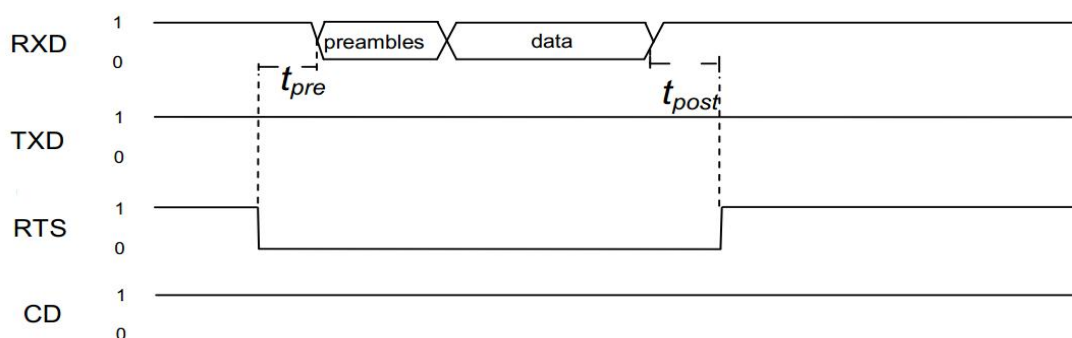 RXD 1
preambles data
0
tpre tpost
TXD 1
0
RTS 1
0
CD 1
0